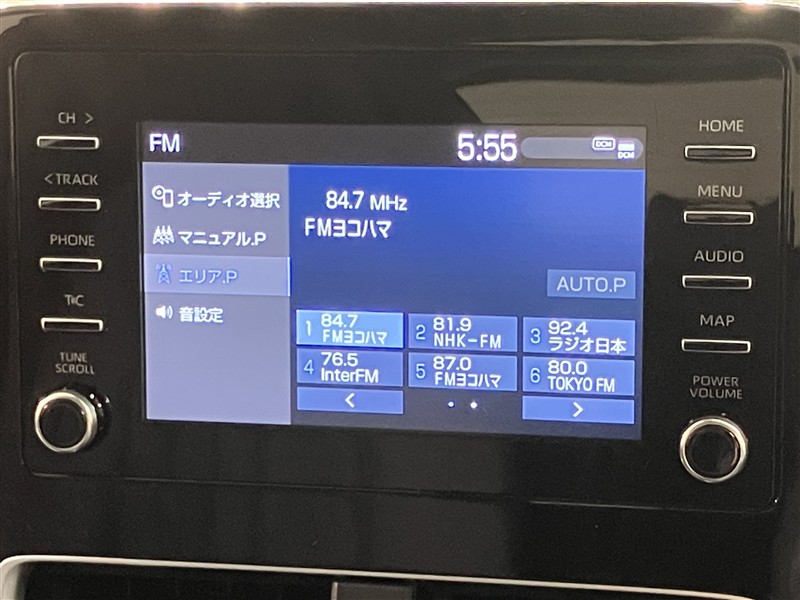 CH >
<TRACK
PHONE
T&C
TUNE
SCROLL
FM
5:55
DCM
DCM
オーディオ選択
マニュアル.P
エリア.P
音設定
84.7 MHz
FMヨコハマ
AUTO.P
1 84.7
FMヨコハマ
2 81.9
NHK-FM
3 92.4
ラジオ日本
4 76.5
InterFM
5 87.0
FMヨコハマ
6 80.0
TOKYO FM
<
>
HOME
MENU
AUDIO
MAP
POWER
VOLUME